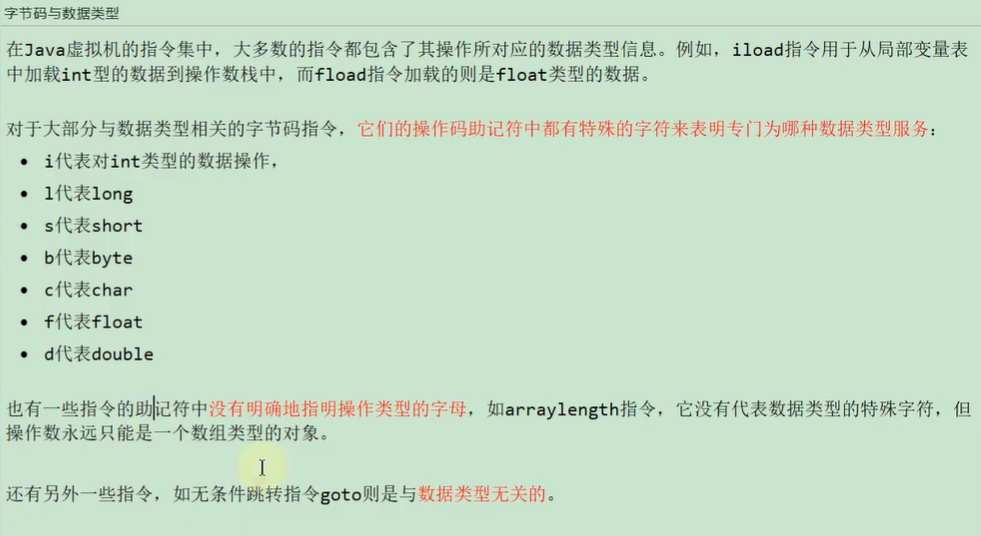 字节码与数据类型
在Java虚拟机的指令集中，大多数的指令都包含了其操作所对应的数据类型信息。例如，iload指令用于从局部变量表
中加载int型的数据到操作数栈中，而fload指令加载的则是float类型的数据。
对于大部分与数据类型相关的字节码指令，它们的操作码助记符中都有特殊的字符来表明专门为哪种数据类型服务：
• i代表对int类型的数据操作，
• l代表long
• s代表short
• b代表byte
• c代表char
• f代表float
• d代表double
也有一些指令的助记符中没有明确地指明操作类型的字母，如arraylength指令，它没有代表数据类型的特殊字符，但
操作数永远只能是一个数组类型的对象。
还有另外一些指令，如无条件跳转指令goto则是与数据类型无关的。